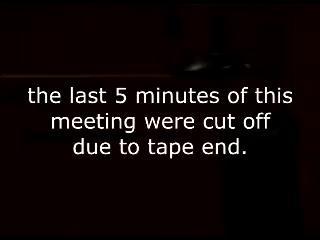 the last 5 minutes of this
meeting were cut off
due to tape end.